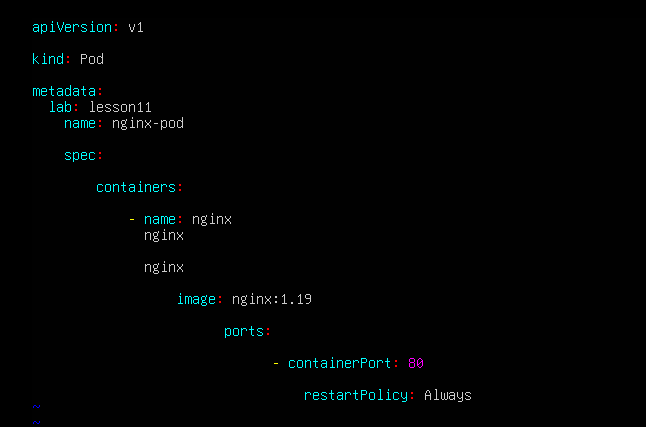 apiVersion: v1
kind: Pod
metadata:
  lab: lesson11
    name: nginx-pod
    spec:
        containers:
            - name: nginx
              nginx
              nginx
                  image: nginx:1.19
                        ports:
                              - containerPort: 80
                                  restartPolicy: Always
~
~